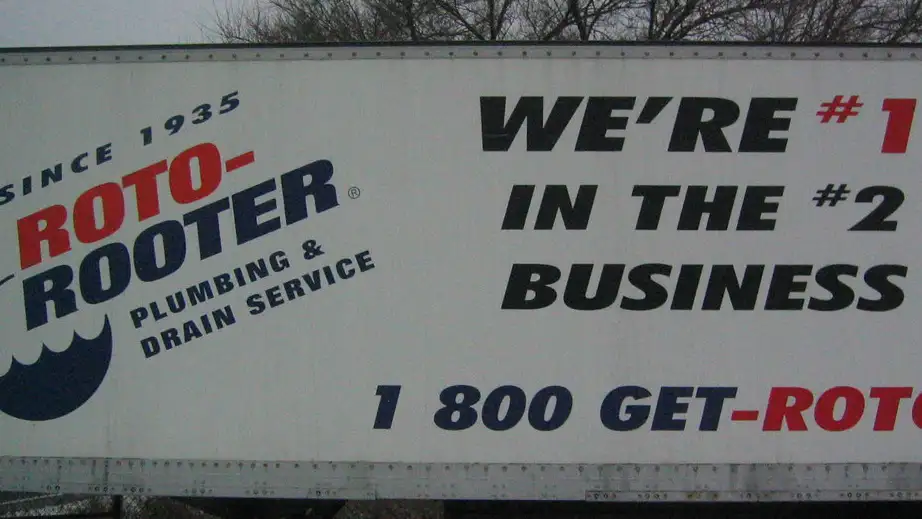 SINCE 1935
ROTO-
ROOTER®
PLUMBING &
DRAIN SERVICE
WE'RE #1
IN THE #2
BUSINESS
1 800 GET-ROTO